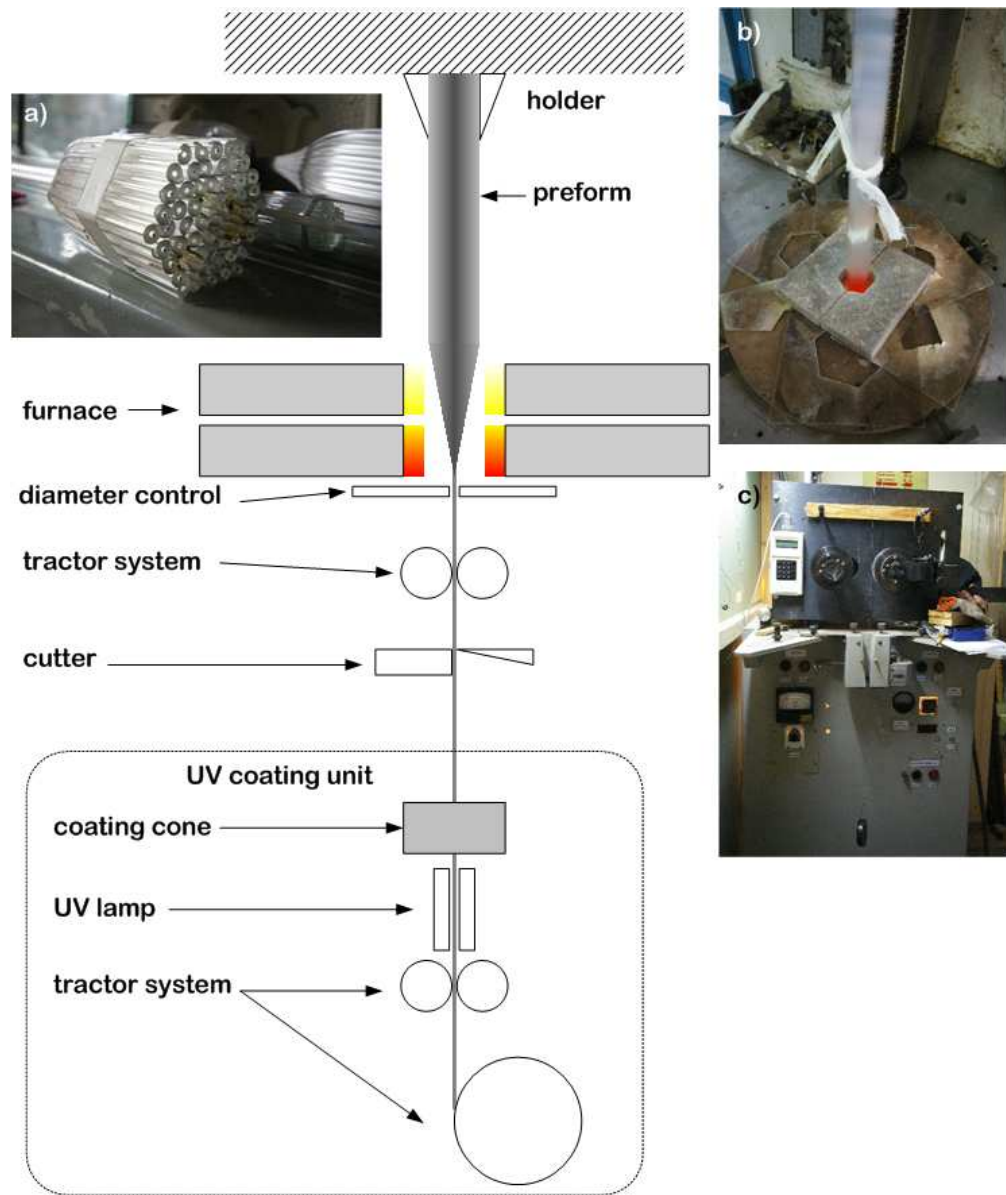 holder
a)
b)
preform
furnace
diameter control
tractor system
c)
cutter
UV coating unit
coating cone
UV lamp
tractor system